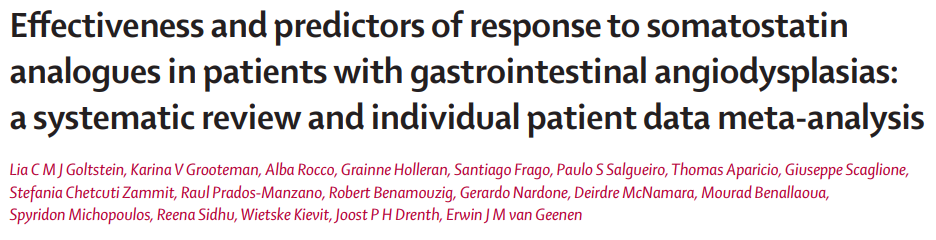 Effectiveness and predictors of response to somatostatin
analogues in patients with gastrointestinal angiodysplasias:
a systematic review and individual patient data meta-analysis
Lia C M J Goltstein, Karina V Grooteman, Alba Rocco, Grainne Holleran, Santiago Frago, Paulo S Salgueiro, Thomas Aparicio, Giuseppe Scaglione,
Stefania Chetcuti Zammit, Raul Prados-Manzano, Robert Benamouzig, Gerardo Nardone, Deirdre McNamara, Mourad Benallaoua,
Spyridon Michopoulos, Reena Sidhu, Wietske Kievit, Joost P H Drenth, Erwin J M van Geenen